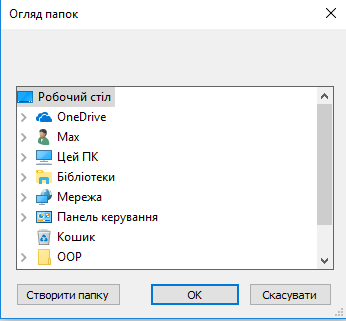 Огляд папок
Робочий стіл
OneDrive
Max
Цей ПК
Бібліотеки
Мережа
Панель керування
Кошик
OOP
Створити папку
OK
Скасувати